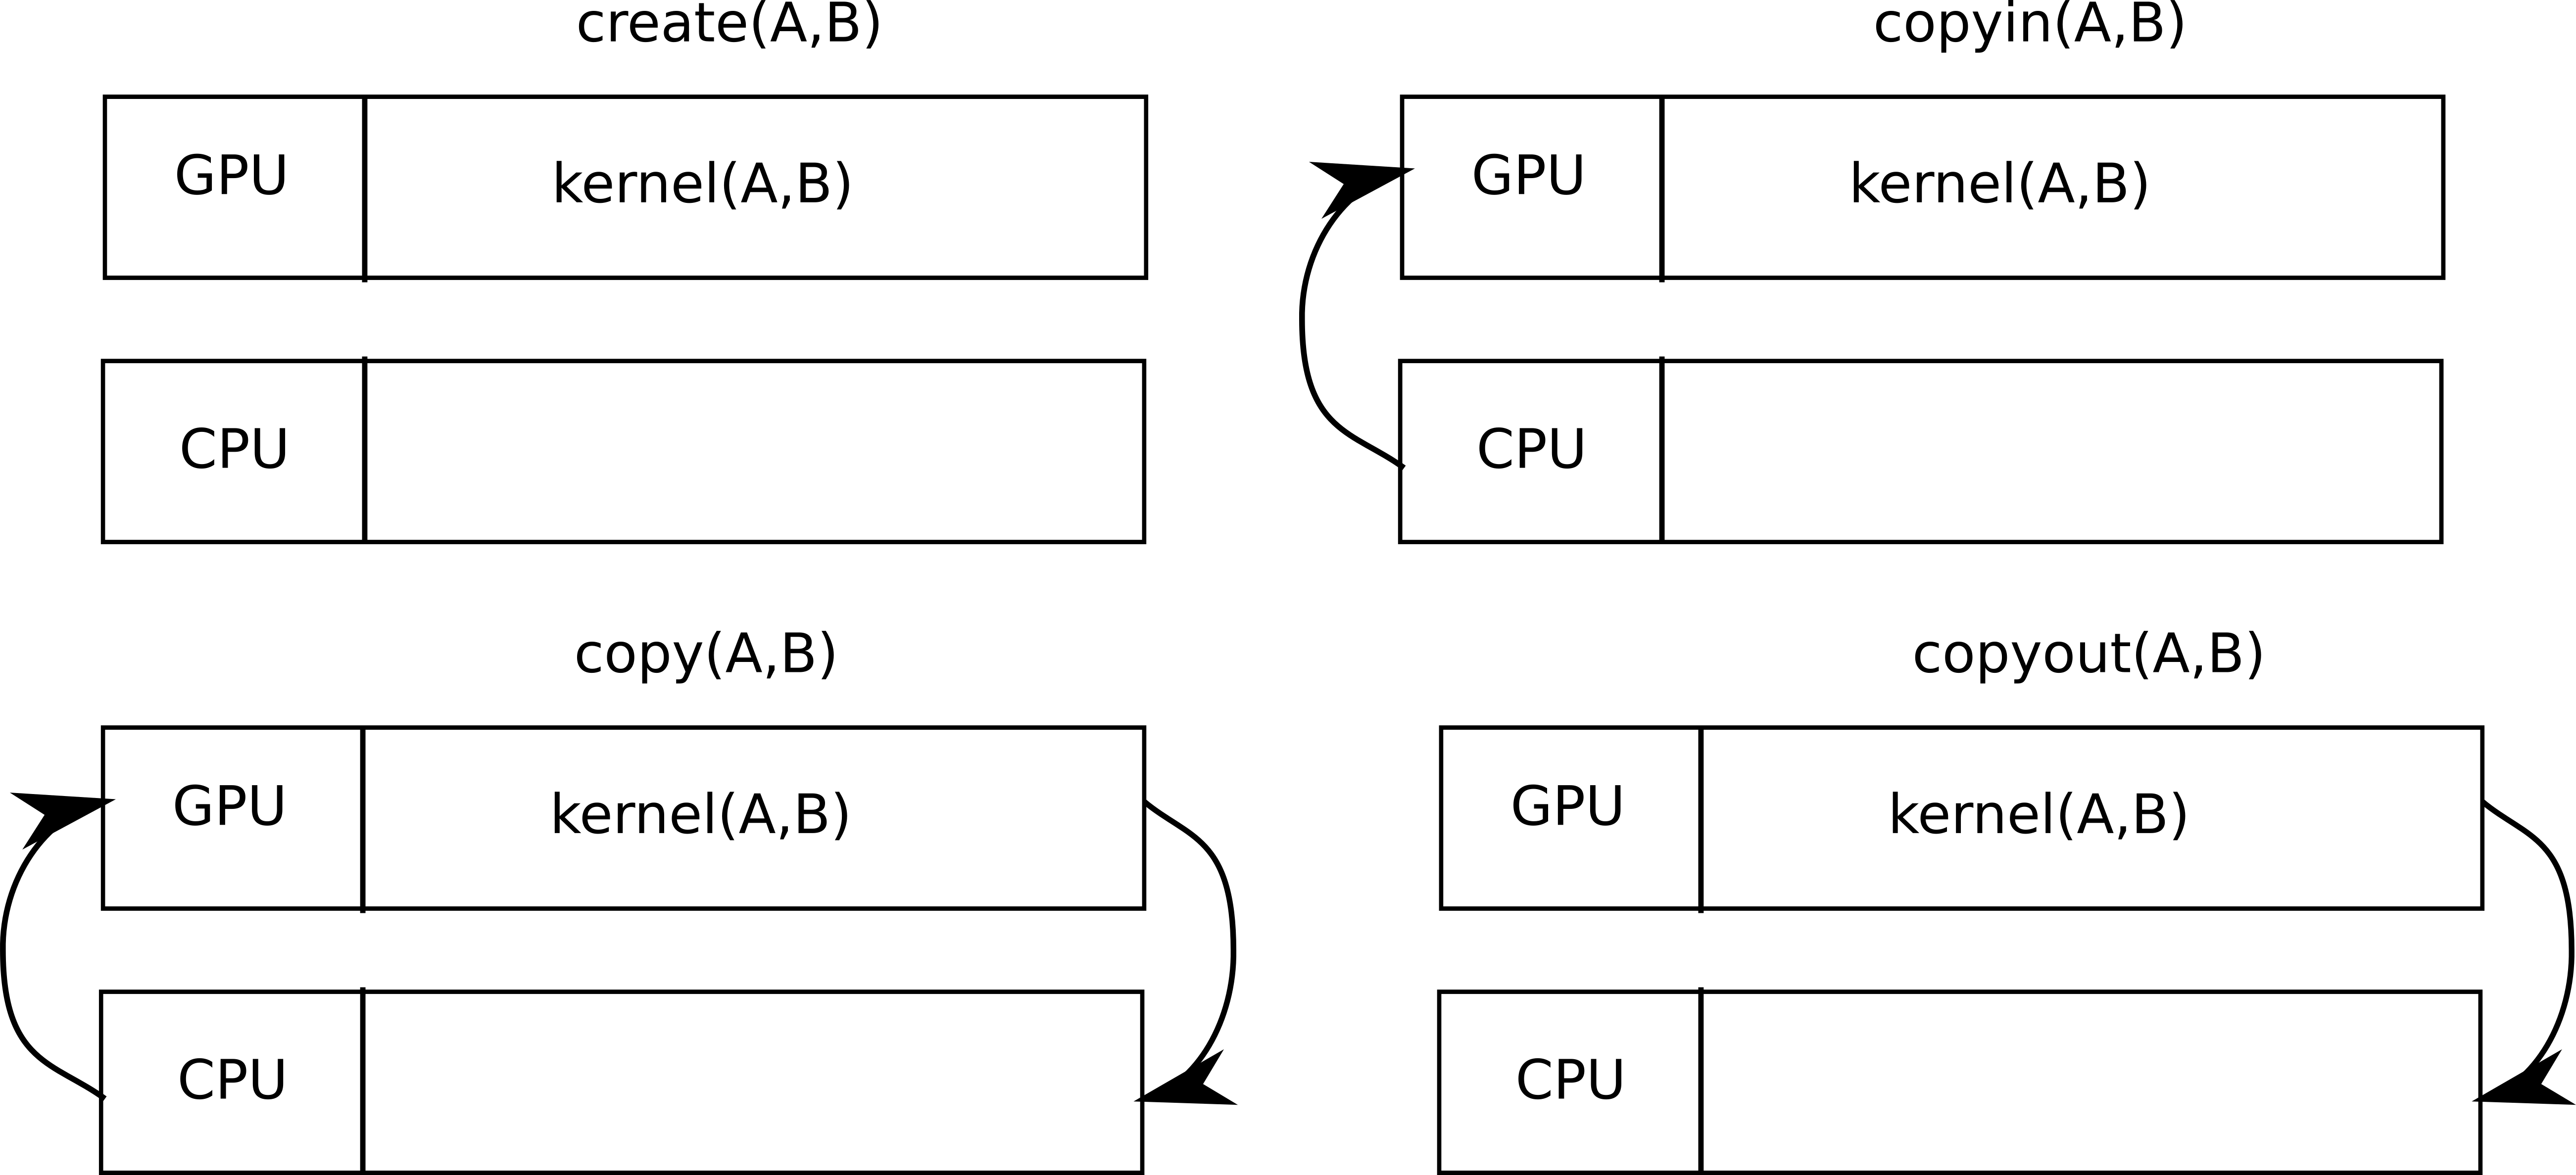 create(A,B)
GPU
kernel(A,B)
CPU
copyin(A,B)
GPU
kernel(A,B)
CPU
copy(A,B)
GPU
kernel(A,B)
CPU
copyout(A,B)
GPU
kernel(A,B)
CPU